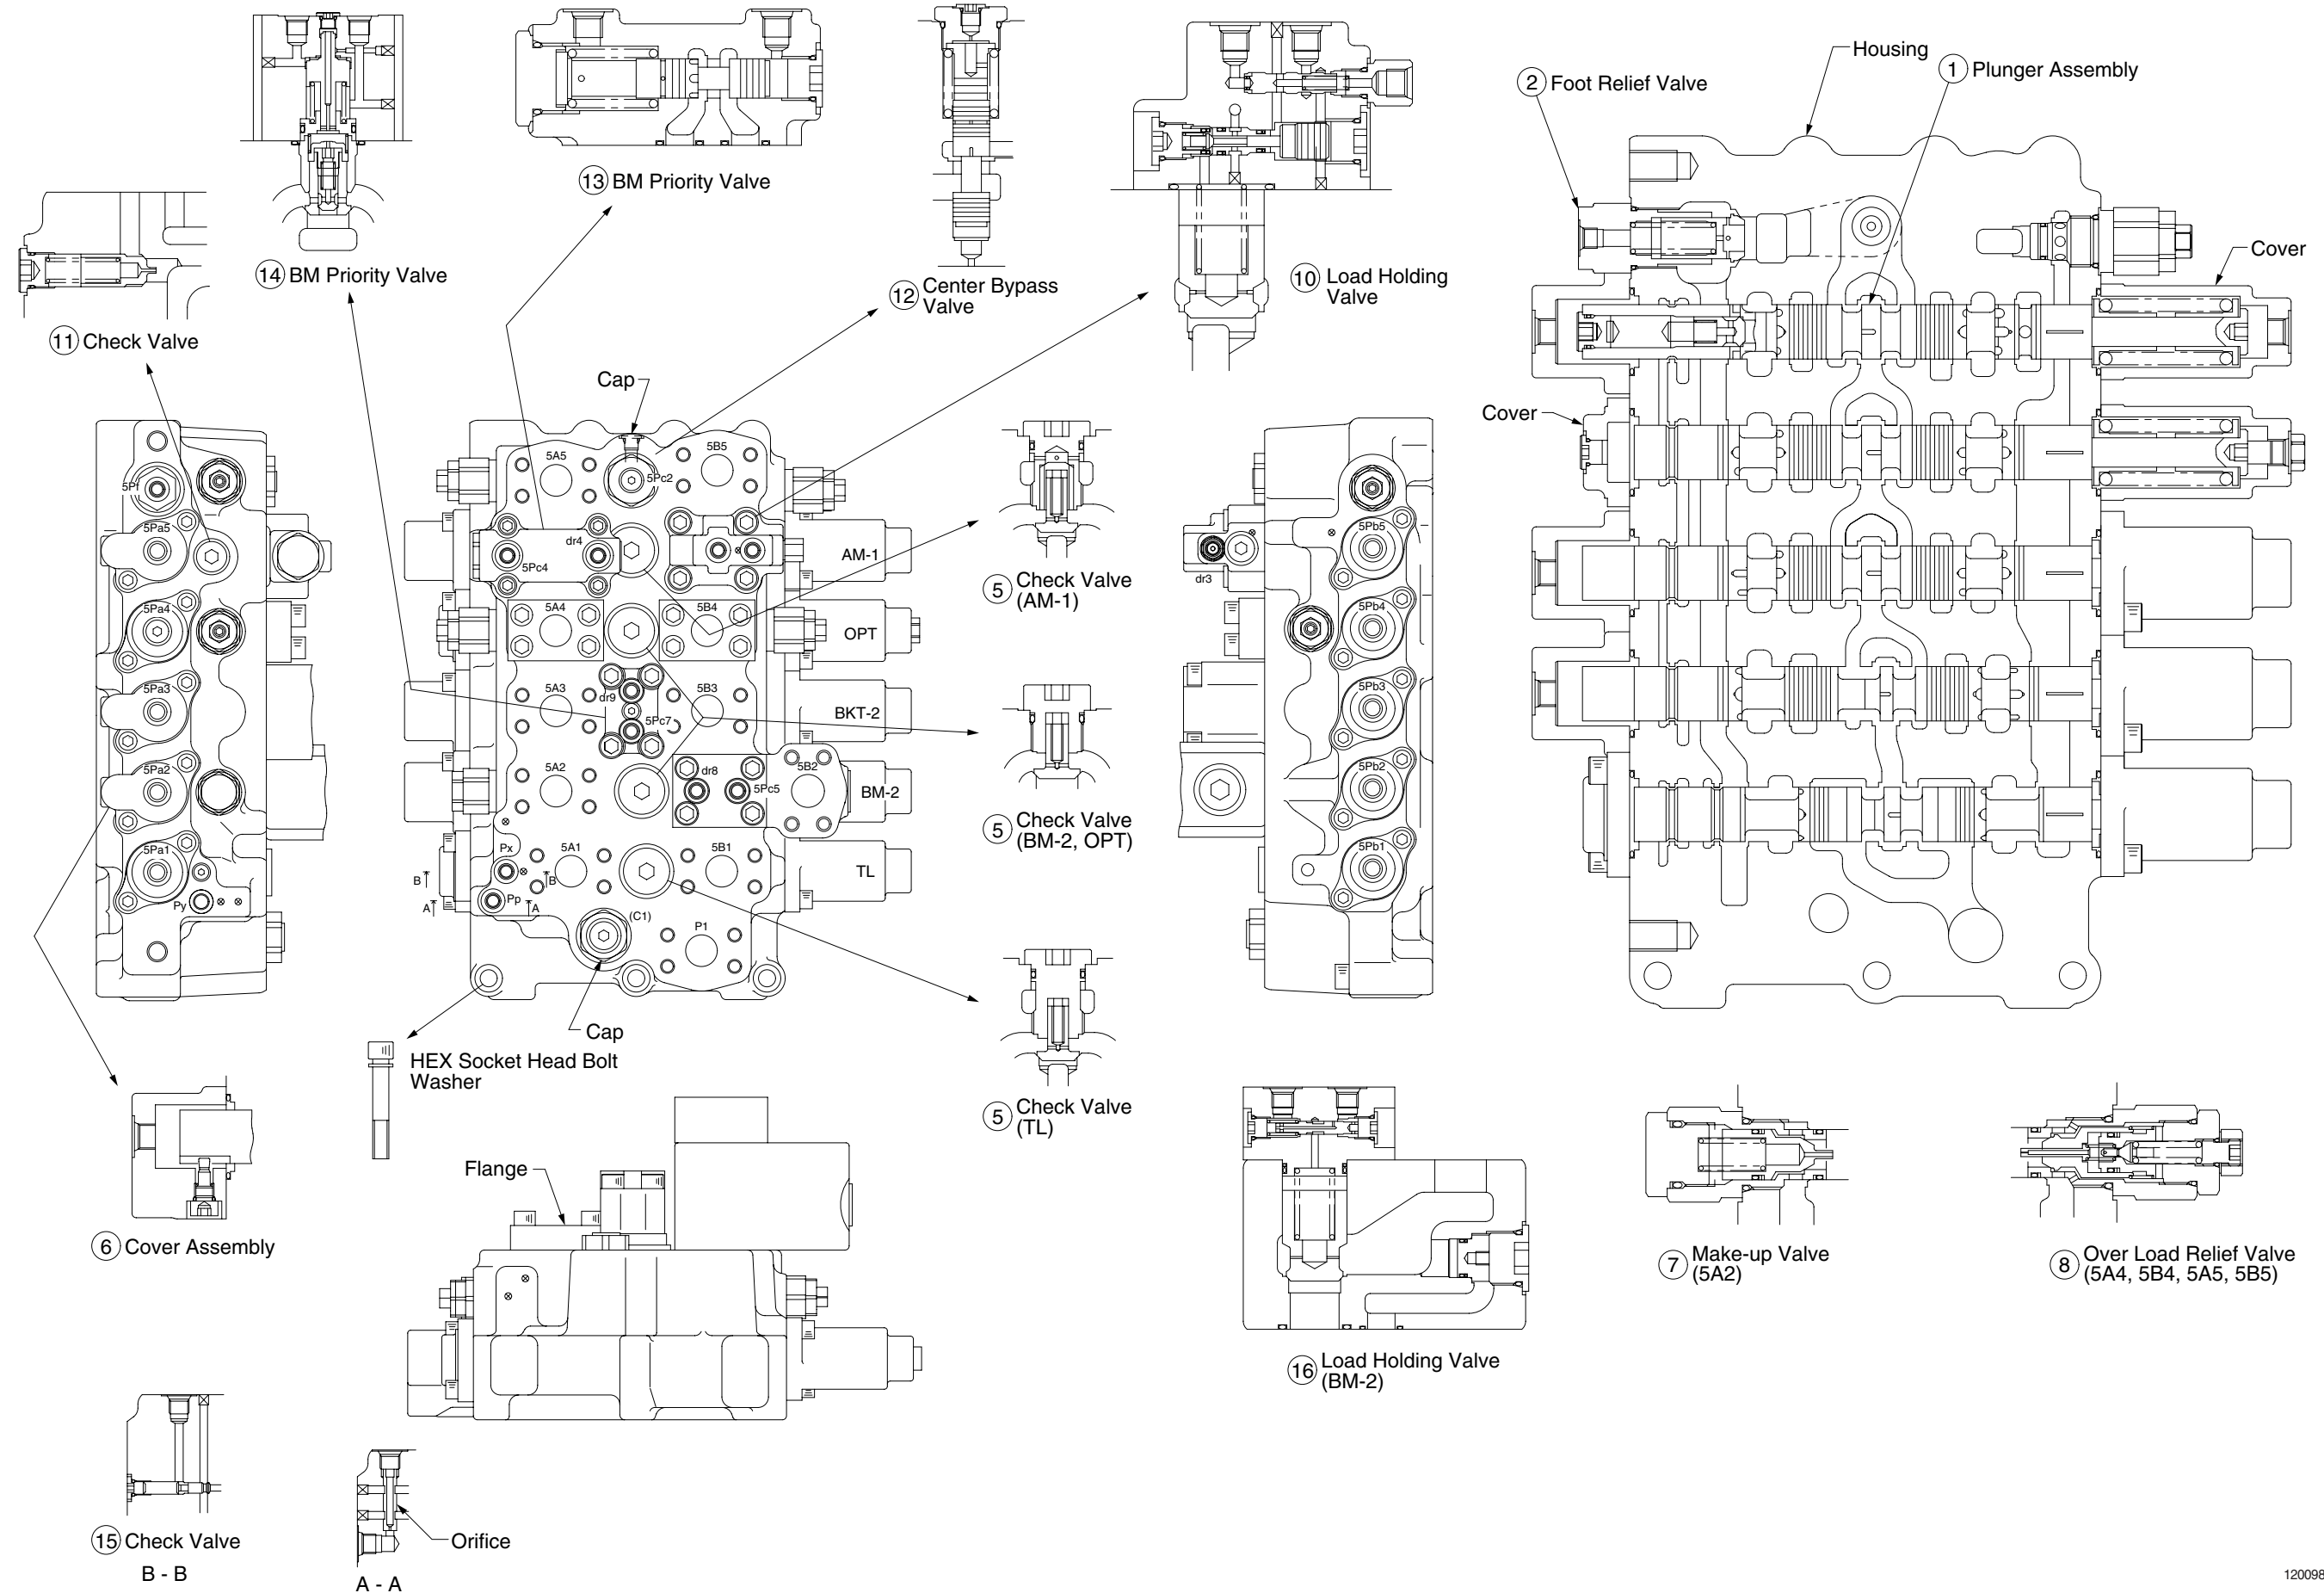 Housing
1 Plunger Assembly
2 Foot Relief Valve
13 BM Priority Valve
Cover
14 BM Priority Valve
12 Center Bypass
Valve
10 Load Holding
Valve
11 Check Valve
Cap
Cover
5A5
5B5
5Pc2
5Pf
5Pa5
5Pb5
dr4
5Pc4
AM-1
dr3
5 Check Valve
(AM-1)
5Pa4
5A4
5B4
OPT
5Pb4
5Pa3
5A3
dr9
5Pc7
5B3
BKT-2
5Pb3
5Pa2
5A2
dr8
5Pc5
5B2
BM-2
5Pb2
5 Check Valve
(BM-2, OPT)
5Pa1
Px
5A1
5B1
TL
5Pb1
B
B
Py
Pp
A
A
(C1)
P1
Cap
HEX Socket Head Bolt
Washer
5 Check Valve
(TL)
Flange
6 Cover Assembly
7 Make-up Valve
(5A2)
8 Over Load Relief Valve
(5A4, 5B4, 5A5, 5B5)
16 Load Holding Valve
(BM-2)
15 Check Valve
B - B
Orifice
A - A